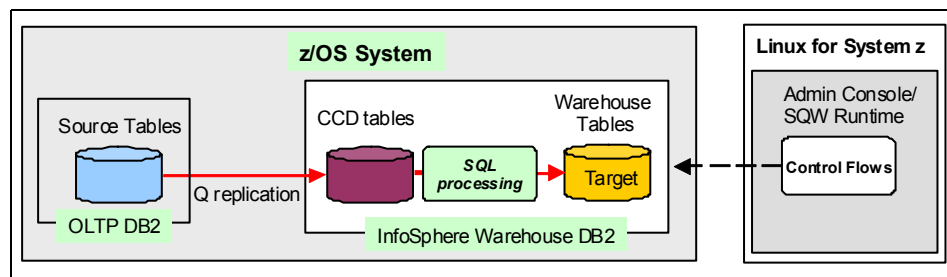 z/OS System
Linux for System z
Source Tables
OLTP DB2
Q replication
CCD tables
SQL
processing
Warehouse
Tables
Target
InfoSphere Warehouse DB2
Admin Console/
SQW Runtime
Control Flows